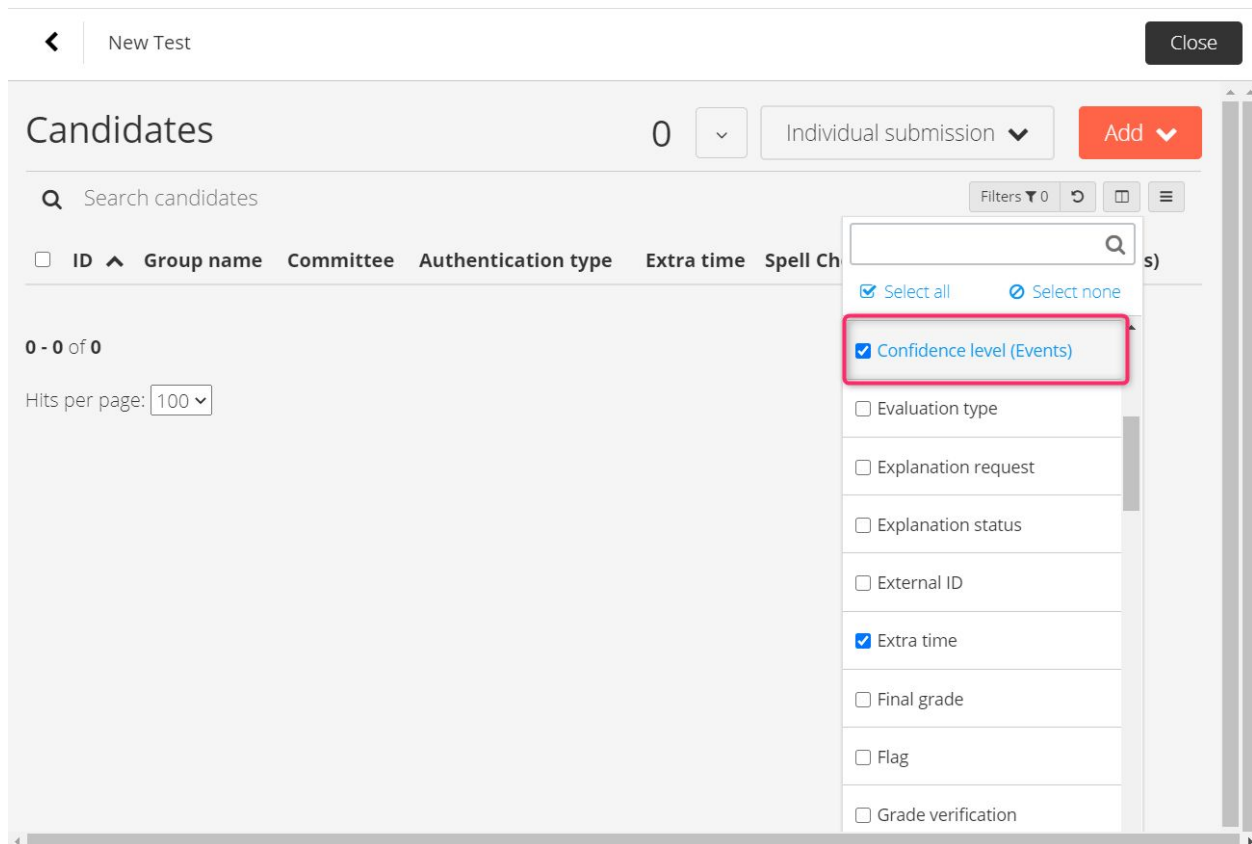 New Test
Close
Candidates
0
Individual submission
Add
Search candidates
Filters 0
ID Group name Committee Authentication type Extra time Spell Ch s)
Select all Select none
Confidence level (Events)
0 - 0 of 0
Hits per page: 100
Evaluation type
Explanation request
Explanation status
External ID
Extra time
Final grade
Flag
Grade verification